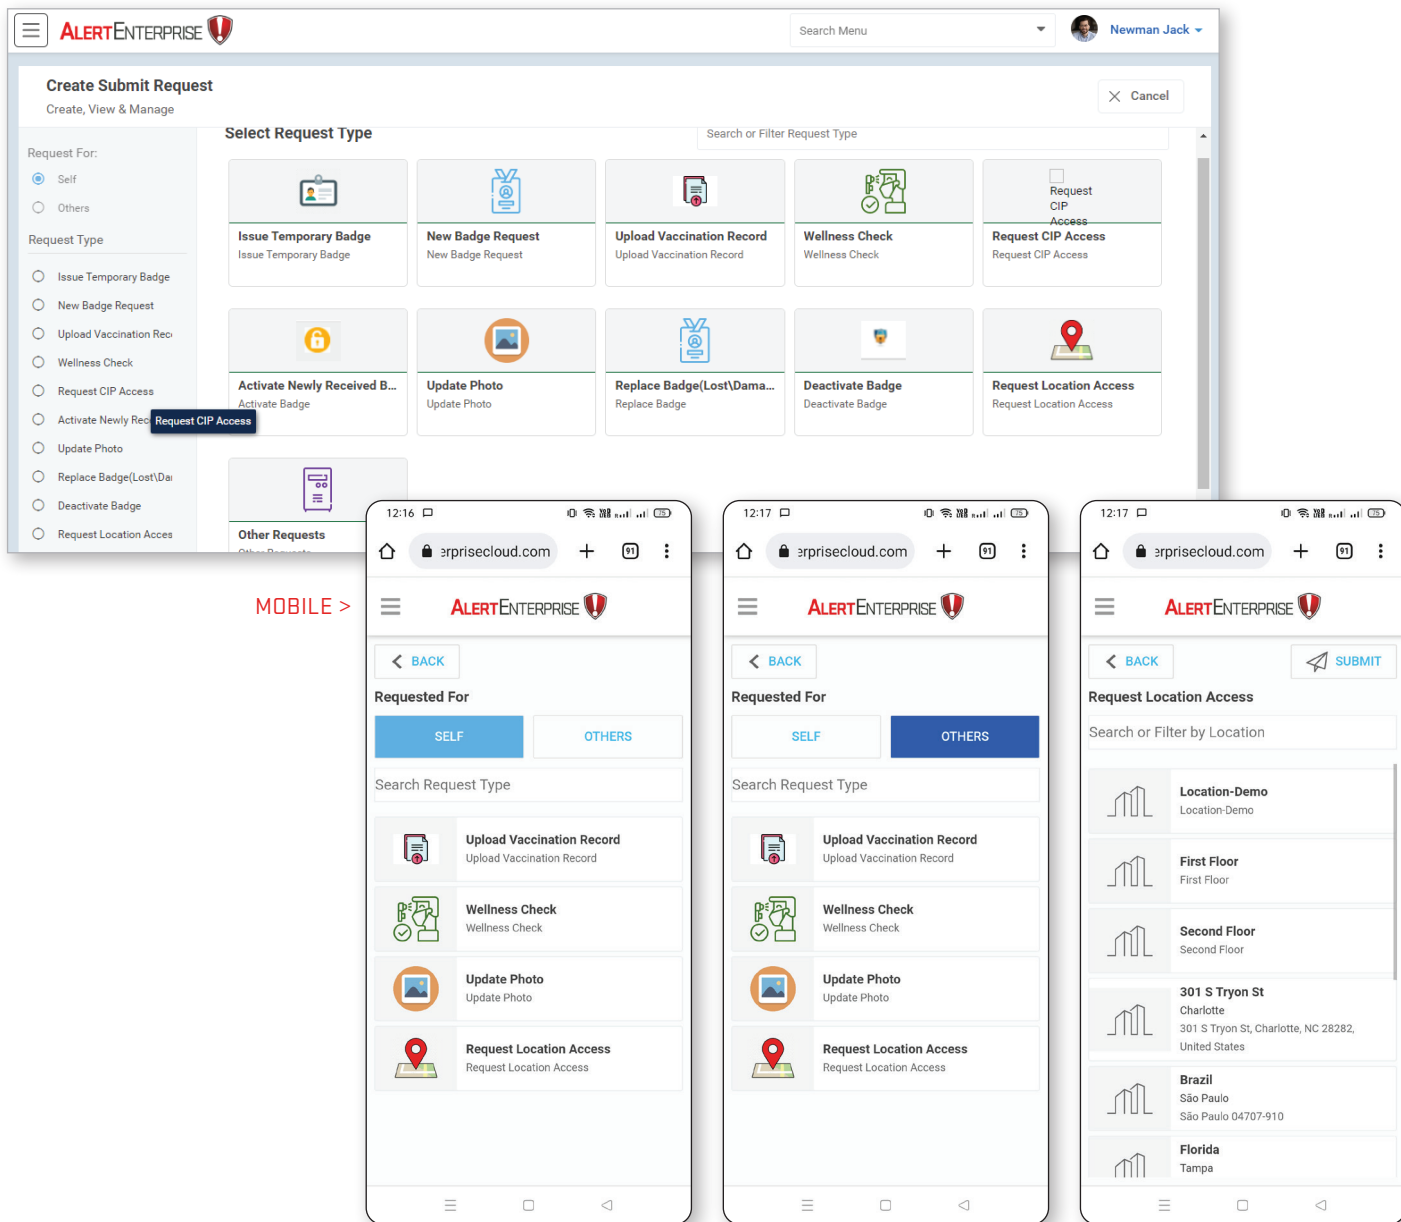 ALERTENTERPRISE
Search Menu
Newman Jack
Create Submit Request
Create, View & Manage
Cancel
Request For:
Self
Others
Request Type
Issue Temporary Badge
New Badge Request
Upload Vaccination Rec
Wellness Check
Request CIP Access
Activate Newly Rec
Request CIP Access
Update Photo
Replace Badge(Lost\Da
Deactivate Badge
Request Location Acces
Select Request Type
Search or Filter Request Type
Issue Temporary Badge
Issue Temporary Badge
New Badge Request
New Badge Request
Upload Vaccination Record
Upload Vaccination Record
Wellness Check
Wellness Check
Request
CIP
Access
Request CIP Access
Request CIP Access
Activate Newly Received B...
Activate Badge
Update Photo
Update Photo
Replace Badge(Lost\Dama...
Replace Badge
Deactivate Badge
Deactivate Badge
Request Location Access
Request Location Access
Other Requests
Other Requests
MOBILE >
12:16
75
erprisecloud.com
91
ALERTENTERPRISE
BACK
Requested For
SELF
OTHERS
Search Request Type
Upload Vaccination Record
Upload Vaccination Record
Wellness Check
Wellness Check
Update Photo
Update Photo
Request Location Access
Request Location Access
12:17
75
erprisecloud.com
91
ALERTENTERPRISE
BACK
Requested For
SELF
OTHERS
Search Request Type
Upload Vaccination Record
Upload Vaccination Record
Wellness Check
Wellness Check
Update Photo
Update Photo
Request Location Access
Request Location Access
12:17
75
erprisecloud.com
91
ALERTENTERPRISE
BACK
SUBMIT
Request Location Access
Search or Filter by Location
Location-Demo
Location-Demo
First Floor
First Floor
Second Floor
Second Floor
301 S Tryon St
Charlotte
301 S Tryon St, Charlotte, NC 28282,
United States
Brazil
São Paulo
São Paulo 04707-910
Florida
Tampa